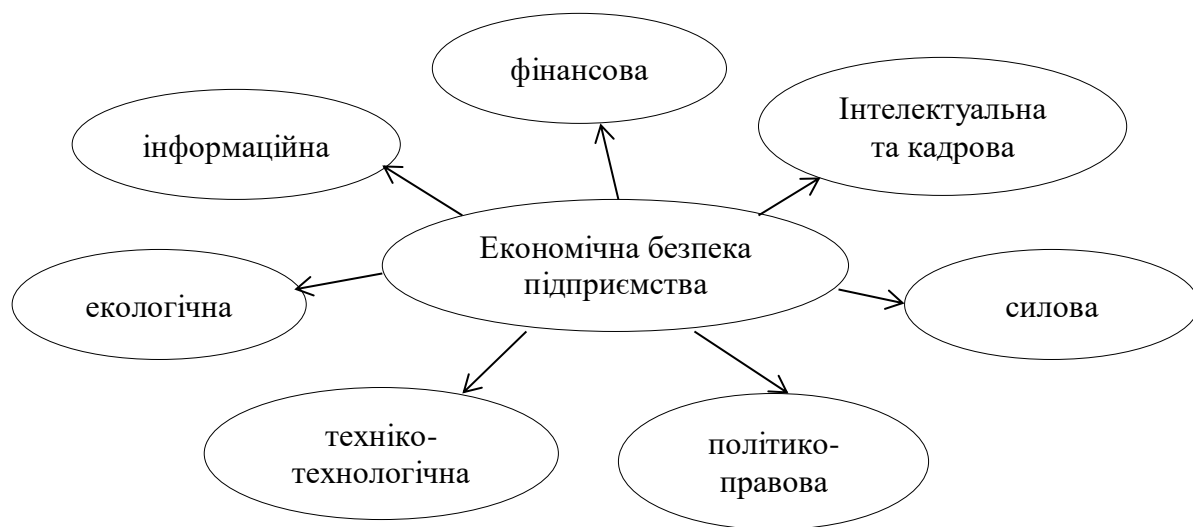 фінансова
Інтелектуальна
та кадрова
інформаційна
Економічна безпека
підприємства
екологічна
силова
техніко-
технологічна
політико-
правова